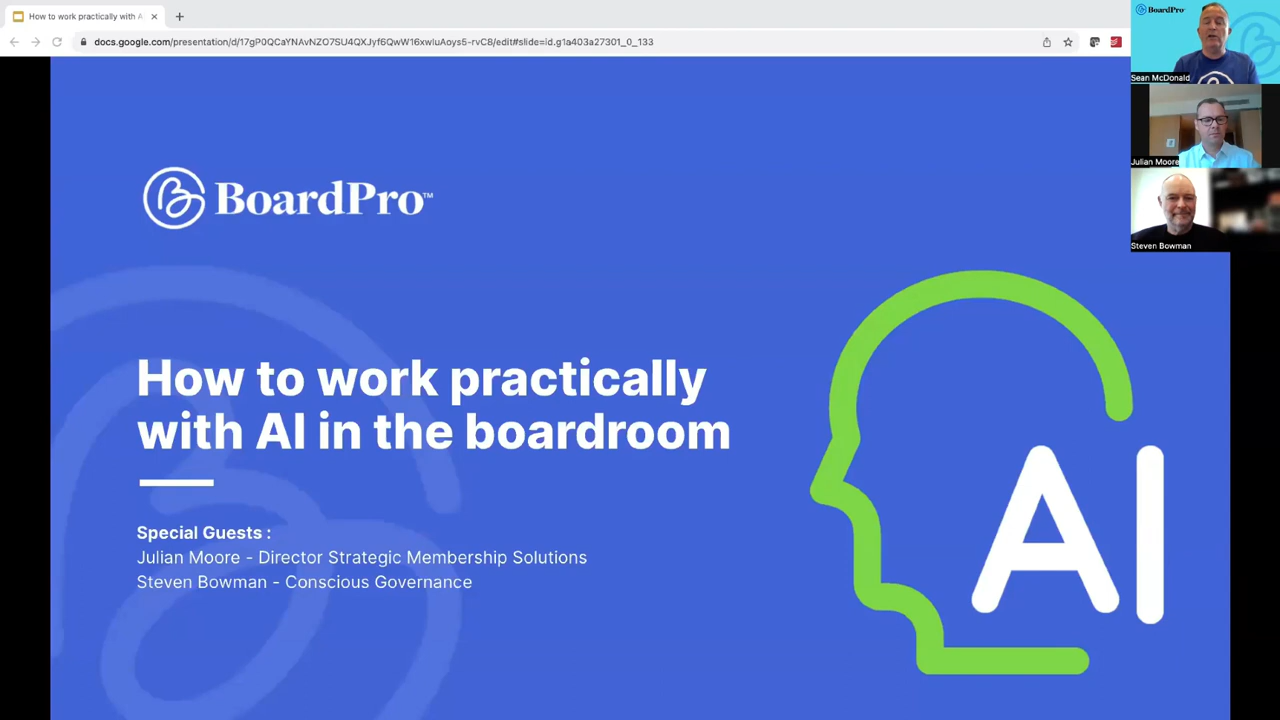 How to work practically with A
docs.google.com/presentation/d/17gP0QCaYNAvNZO7SU4QXJyf6QwW16xwluAoys5-rvC8/edit#slide=id.g1a403a27301_0_133
BoardPro
Sean McDonald
Julian Moore
Steven Bowman
BoardPro™
How to work practically
with AI in the boardroom
Special Guests :
Julian Moore - Director Strategic Membership Solutions
Steven Bowman - Conscious Governance
AI